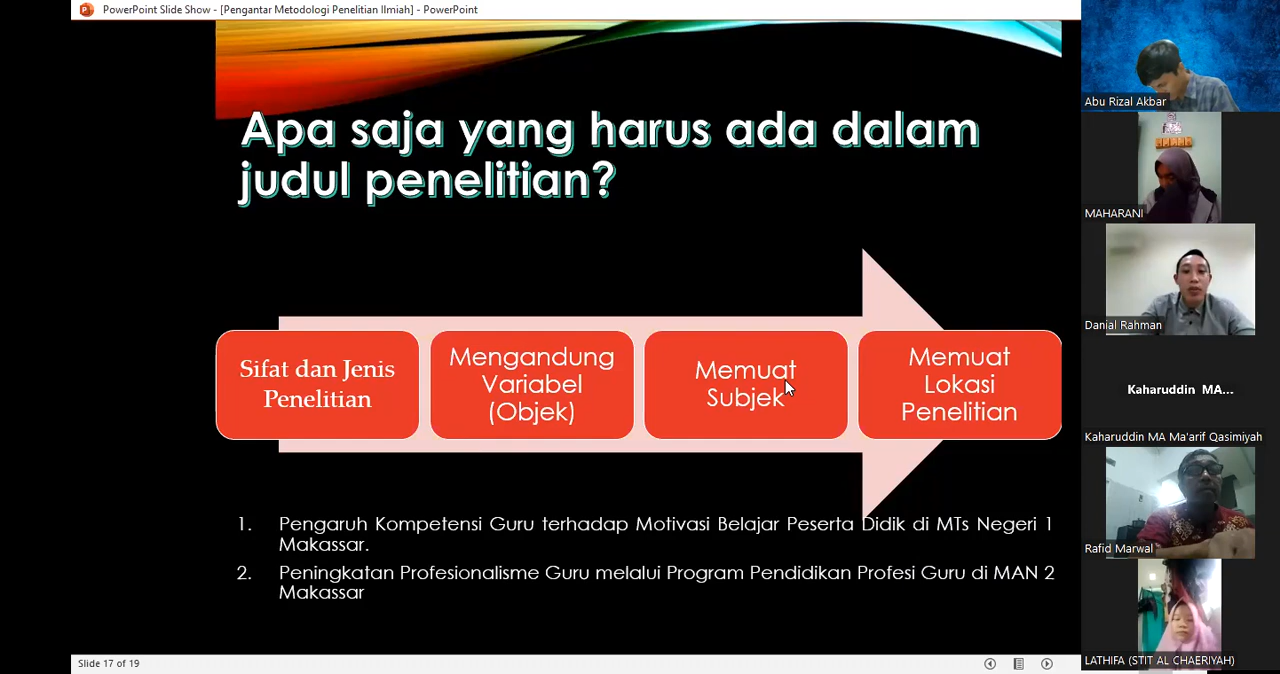 PowerPoint Slide Show - [Pengantar Metodologi Penelitian Ilmiah] - PowerPoint
Apa saja yang harus ada dalam
judul penelitian?
Sifat dan Jenis
Penelitian
Mengandung
Variabel
(Objek)
Memuat
Subjek
Memuat
Lokasi
Penelitian
1. Pengaruh Kompetensi Guru terhadap Motivasi Belajar Peserta Didik di MTs Negeri 1
Makassar.
2. Peningkatan Profesionalisme Guru melalui Program Pendidikan Profesi Guru di MAN 2
Makassar
Slide 17 of 19
Abu Rizal Akbar
MAHARANI
Danial Rahman
Kaharuddin MA...
Kaharuddin MA Ma'arif Qasimiyah
Rafid Marwal
LATHIFA (STIT AL CHAERIYAH)